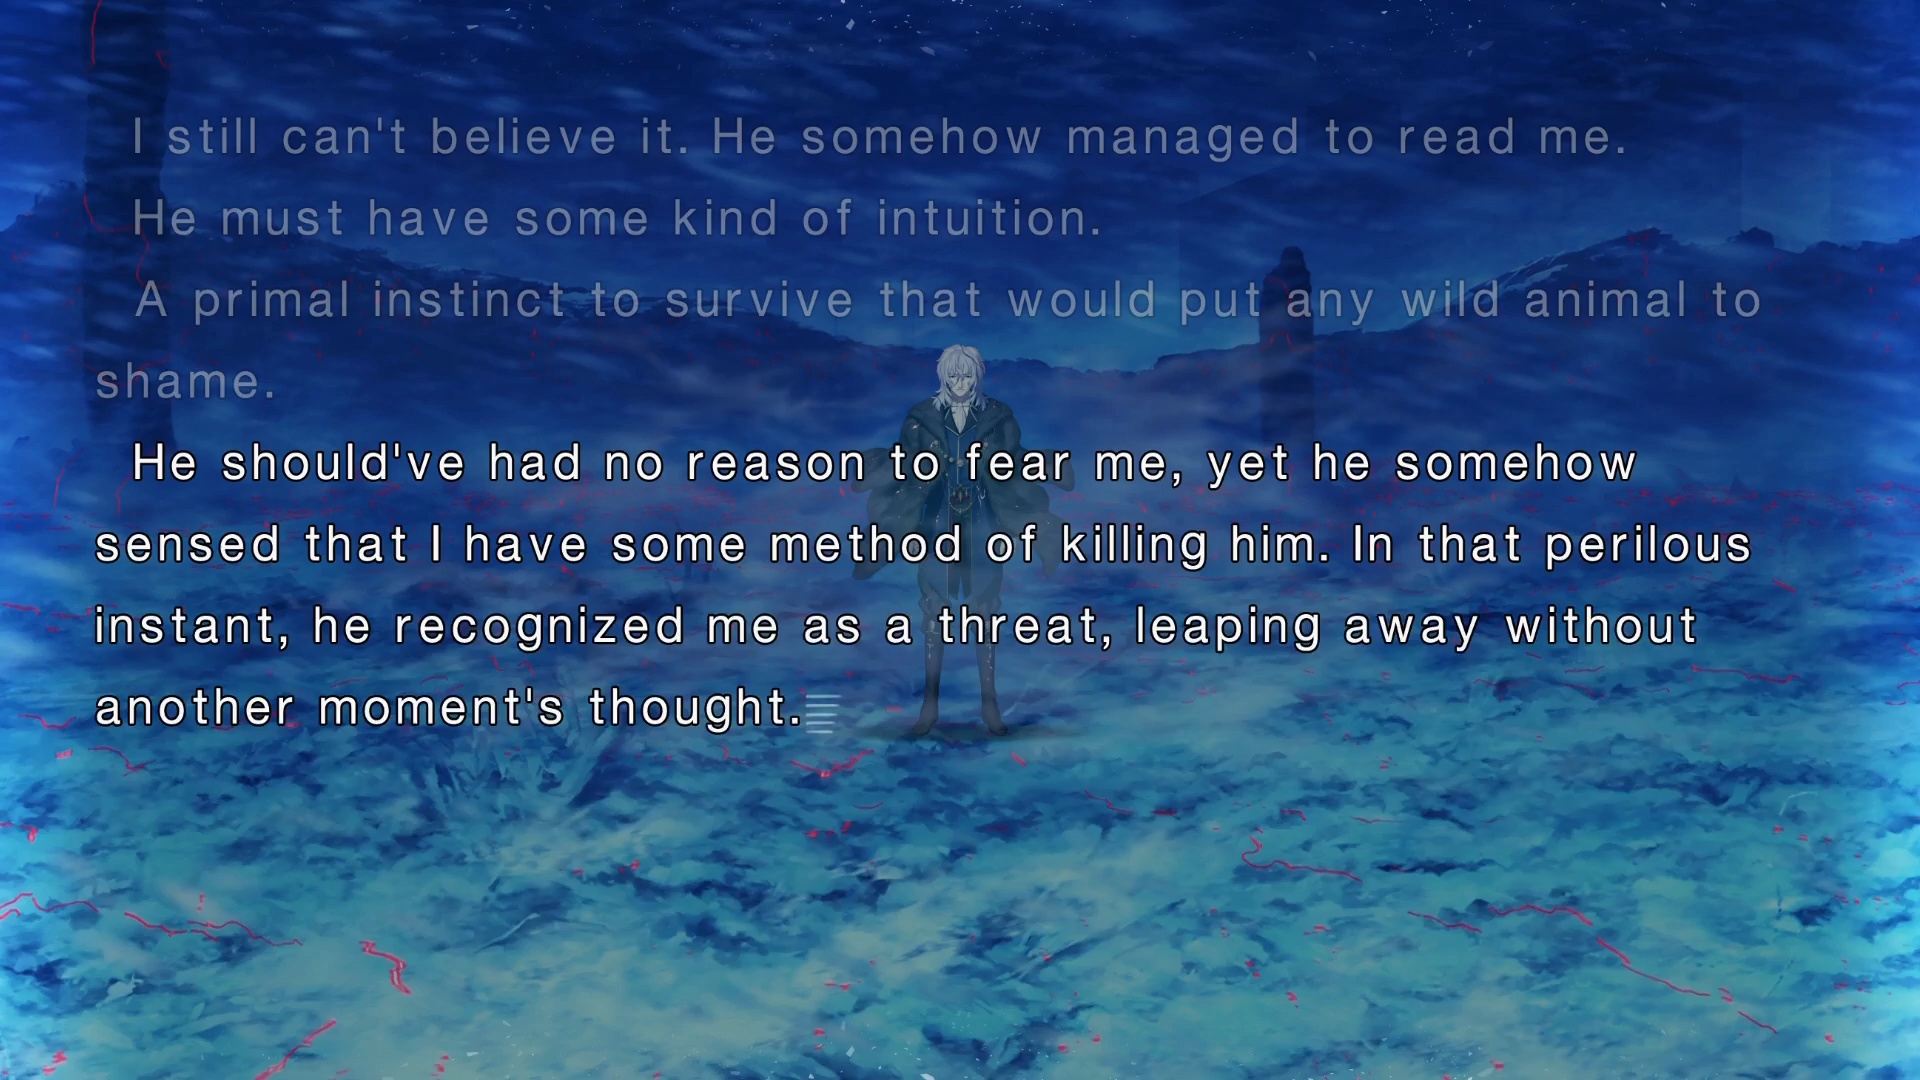 I still can't believe it. He somehow managed to read me.
He must have some kind of intuition.
A primal instinct to survive that would put any wild animal to
shame.
He should've had no reason to fear me, yet he somehow
sensed that I have some method of killing him. In that perilous
instant, he recognized me as a threat, leaping away without
another moment's thought.